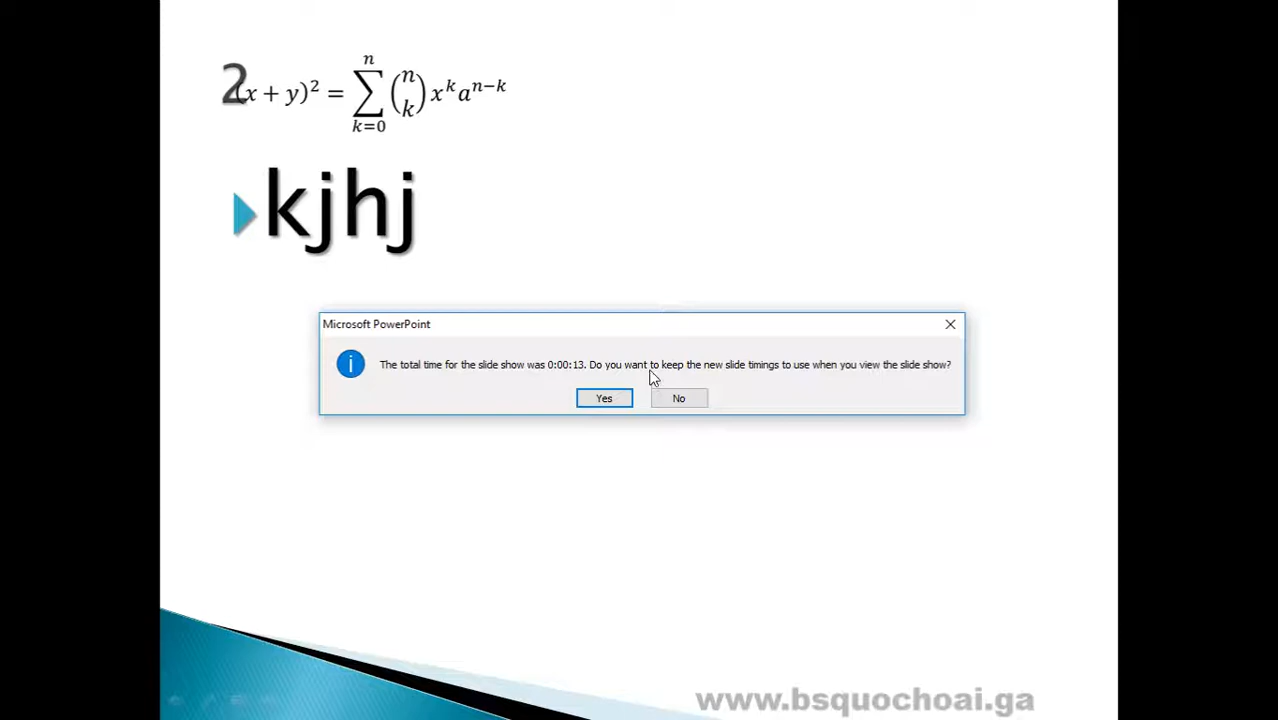 2(x + y)² = ∑ₖ₌₀ⁿ (n k) xᵏaⁿ⁻ᵏ
kjhj
Microsoft PowerPoint
The total time for the slide show was 0:00:13. Do you want to keep the new slide timings to use when you view the slide show?
Yes No
www.bsquochoai.ga